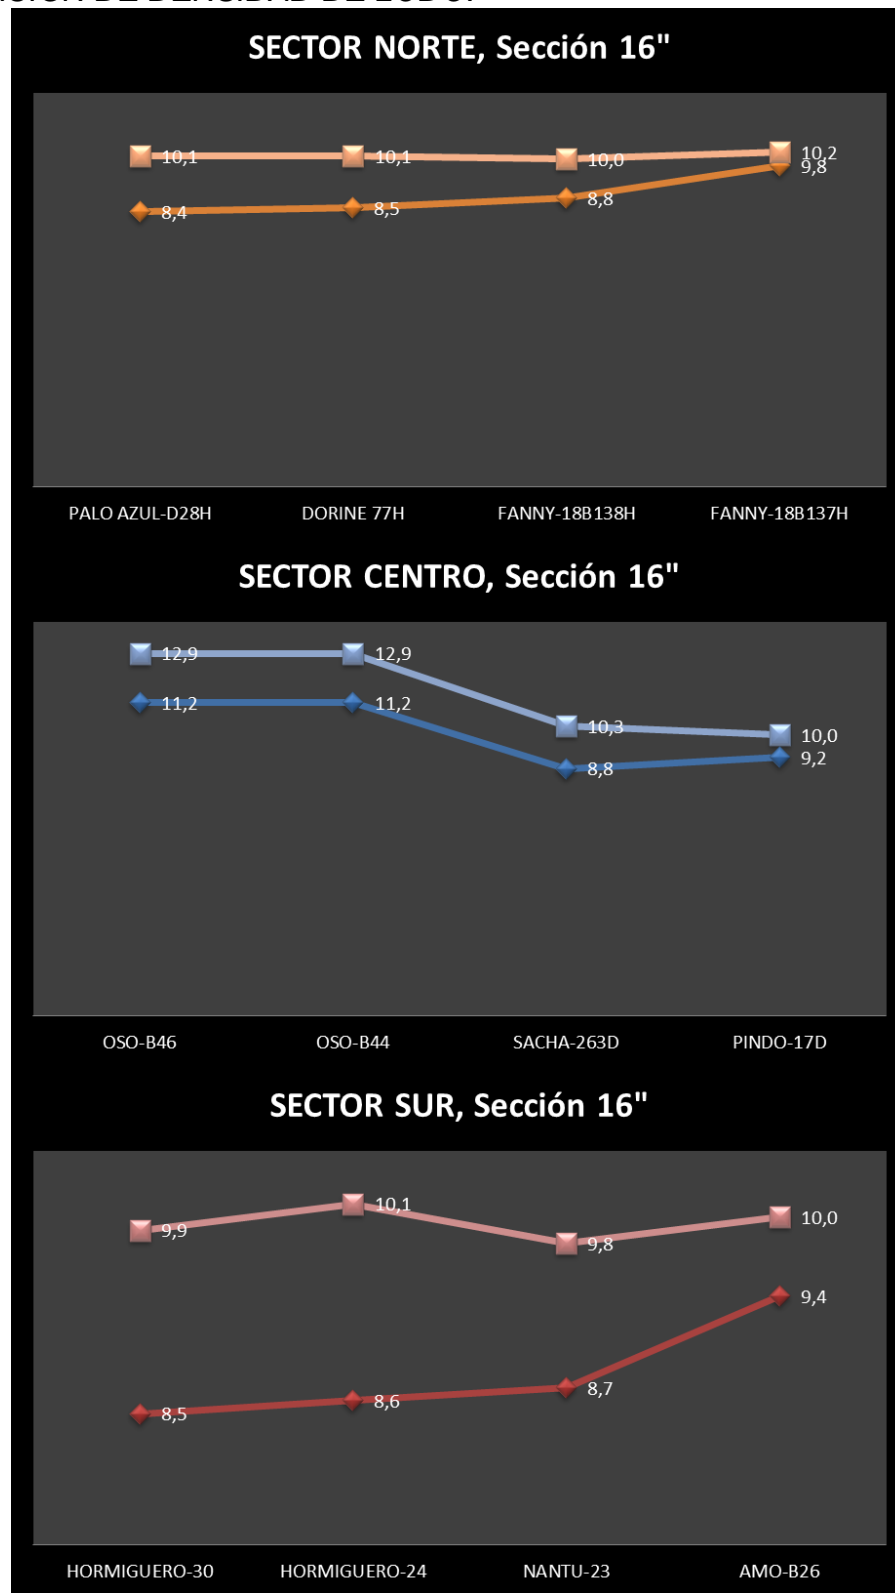 SECTOR NORTE, Sección 16"
10,1 10,1 10,0 10,2
8,4 8,5 8,8 9,8
PALO AZUL-D28H DORINE 77H FANNY-18B138H FANNY-18B137H
SECTOR CENTRO, Sección 16"
12,9 12,9 10,3 10,0
11,2 11,2 8,8 9,2
OSO-B46 OSO-B44 SACHA-263D PINDO-17D
SECTOR SUR, Sección 16"
9,9 10,1 9,8 10,0
8,5 8,6 8,7 9,4
HORMIGUERO-30 HORMIGUERO-24 NANTU-23 AMO-B26